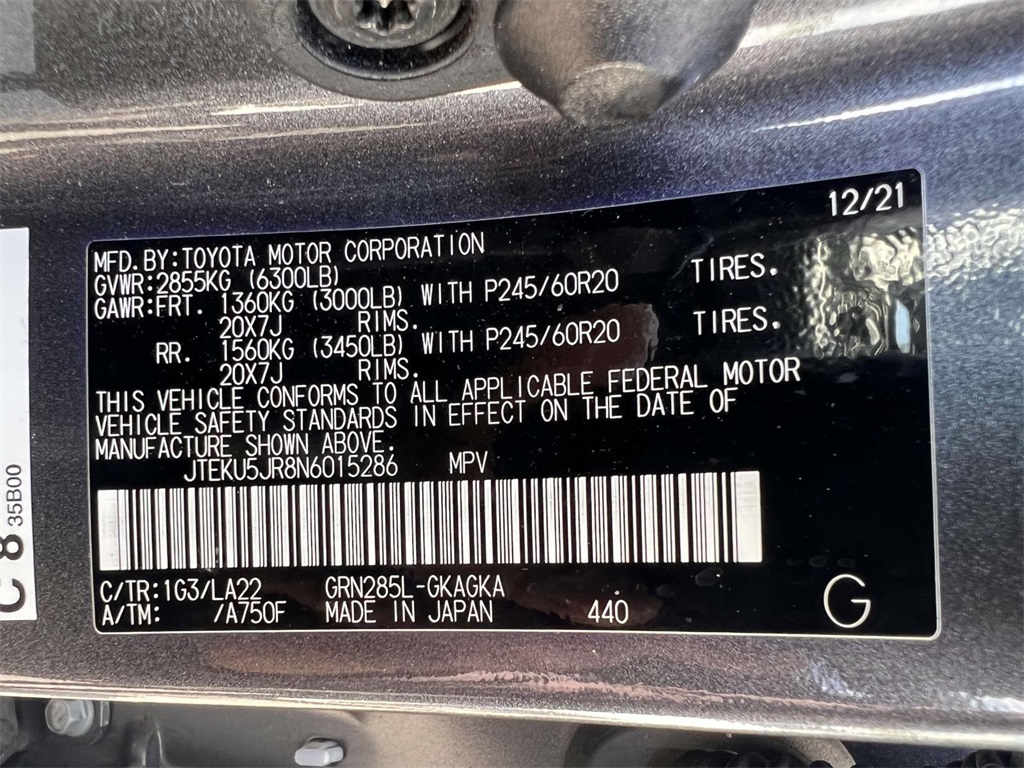 12/21
MFD.BY:TOYOTA MOTOR CORPORATION
GVWR:2855KG (6300LB)
GAWR:FRT. 1360KG (3000LB) WITH P245/60R20 TIRES.
20X7J RIMS.
RR. 1560KG (3450LB) WITH P245/60R20 TIRES.
20X7J RIMS.
THIS VEHICLE CONFORMS TO ALL APPLICABLE FEDERAL MOTOR
VEHICLE SAFETY STANDARDS IN EFFECT ON THE DATE OF
MANUFACTURE SHOWN ABOVE.
JTEKU5JR8N6015286 MPV
C/TR:1G3/LA22 GRN285L-GKAGKA
A/TM: /A750F MADE IN JAPAN 440
G
8
35B00